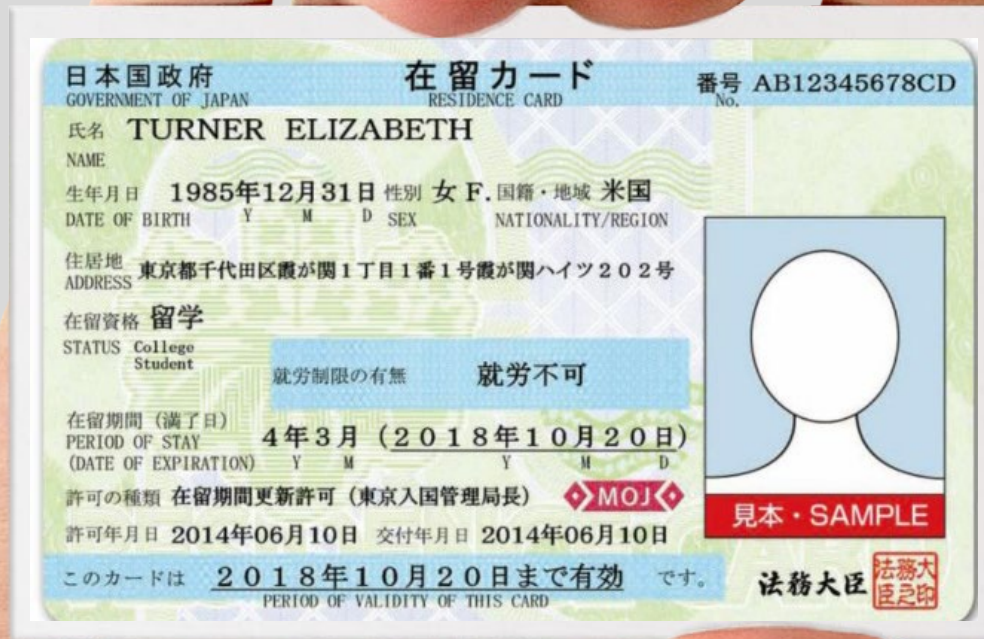 日本国政府 在留カード 番号 AB12345678CD
GOVERNMENT OF JAPAN RESIDENCE CARD No.
氏名 TURNER ELIZABETH
NAME
生年月日 1985年12月31日 性別 女 F. 国籍・地域 米国
DATE OF BIRTH Y M D SEX NATIONALITY/REGION
住居地 東京都千代田区霞が関1丁目1番1号霞が関ハイツ202号
ADDRESS
在留資格 留学
STATUS College
Student
就労制限の有無 就労不可
在留期間 (満了日)
PERIOD OF STAY 4年3月 (2018年10月20日)
(DATE OF EXPIRATION) Y M Y M D
許可の種類 在留期間更新許可 (東京入国管理局長) MOJ
見本・SAMPLE
許可年月日 2014年06月10日 交付年月日 2014年06月10日
このカードは 2018年10月20日まで有効 です。
PERIOD OF VALIDITY OF THIS CARD
法務大臣 法務大
臣之印